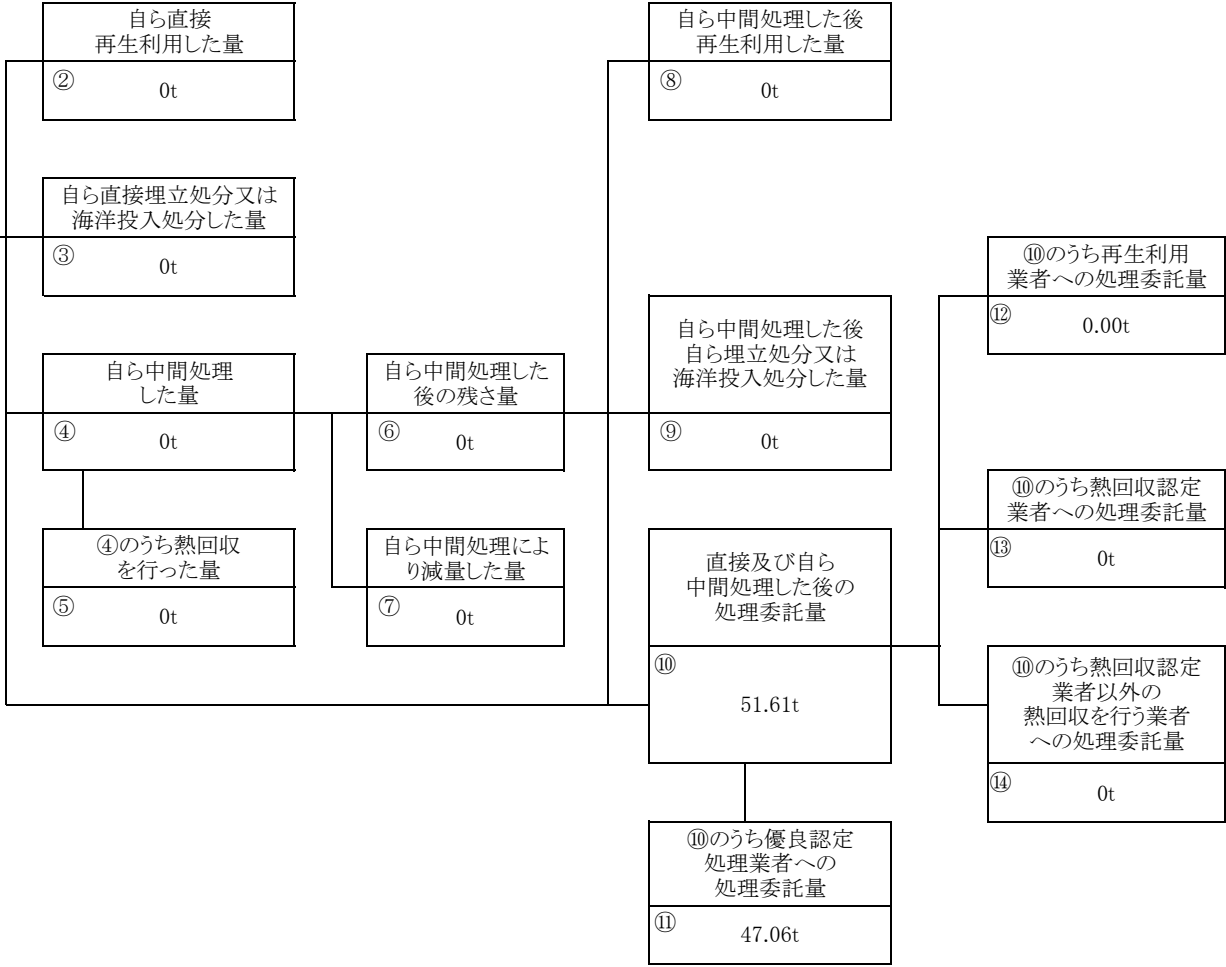 自ら直接
再生利用した量
② 0t
自ら中間処理した後
再生利用した量
⑧ 0t
自ら直接埋立処分又は
海洋投入処分した量
③ 0t
⑩のうち再生利用
業者への処理委託量
⑫ 0.00t
自ら中間処理した後
自ら埋立処分又は
海洋投入処分した量
⑨ 0t
自ら中間処理
した量
④ 0t
自ら中間処理した
後の残さ量
⑥ 0t
⑩のうち熱回収認定
業者への処理委託量
⑬ 0t
④のうち熱回収
を行った量
⑤ 0t
自ら中間処理によ
り減量した量
⑦ 0t
直接及び自ら
中間処理した後の
処理委託量
⑩
51.61t
⑩のうち熱回収認定
業者以外の
熱回収を行う業者
への処理委託量
⑭ 0t
⑩のうち優良認定
処理業者への
処理委託量
⑪ 47.06t